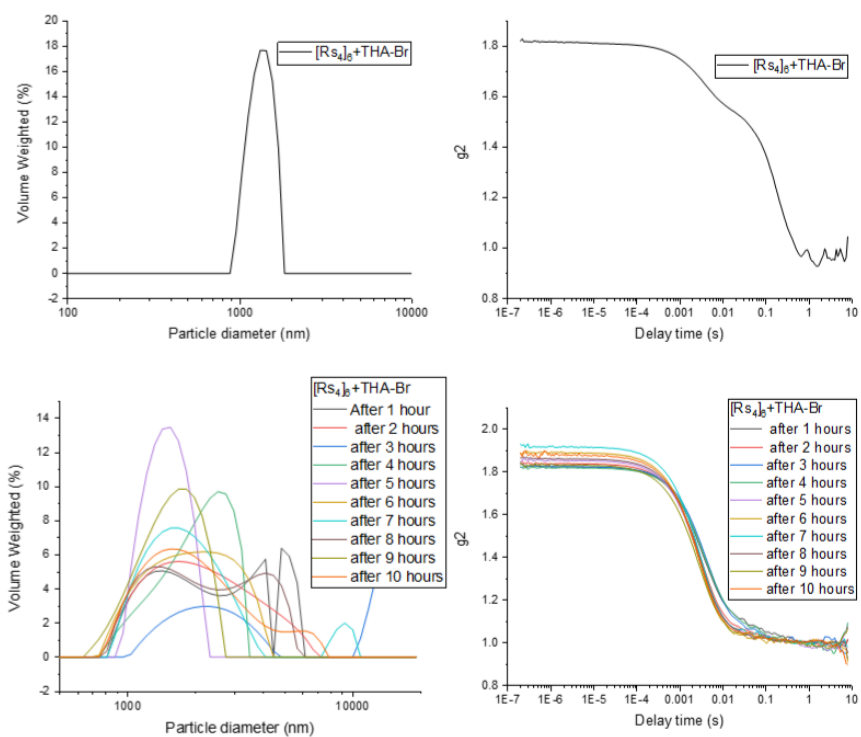 20
18
16
14
12
10
8
6
4
2
0
-2
100
1000
10000
Volume Weighted (%)
Particle diameter (nm)
[Rs4]6+THA-Br
1.8
1.6
1.4
1.2
1.0
0.8
1E-7
1E-6
1E-5
1E-4
0.001
0.01
0.1
1
10
g2
Delay time (s)
[Rs4]6+THA-Br
14
12
10
8
6
4
2
0
-2
1000
10000
Volume Weighted (%)
Particle diameter (nm)
[Rs4]6+THA-Br
After 1 hour
after 2 hours
after 3 hours
after 4 hours
after 5 hours
after 6 hours
after 7 hours
after 8 hours
after 9 hours
after 10 hours
2.0
1.8
1.6
1.4
1.2
1.0
0.8
1E-7
1E-6
1E-5
1E-4
0.001
0.01
0.1
1
10
g2
Delay time (s)
[Rs4]6+THA-Br
after 1 hours
after 2 hours
after 3 hours
after 4 hours
after 5 hours
after 6 hours
after 7 hours
after 8 hours
after 9 hours
after 10 hours